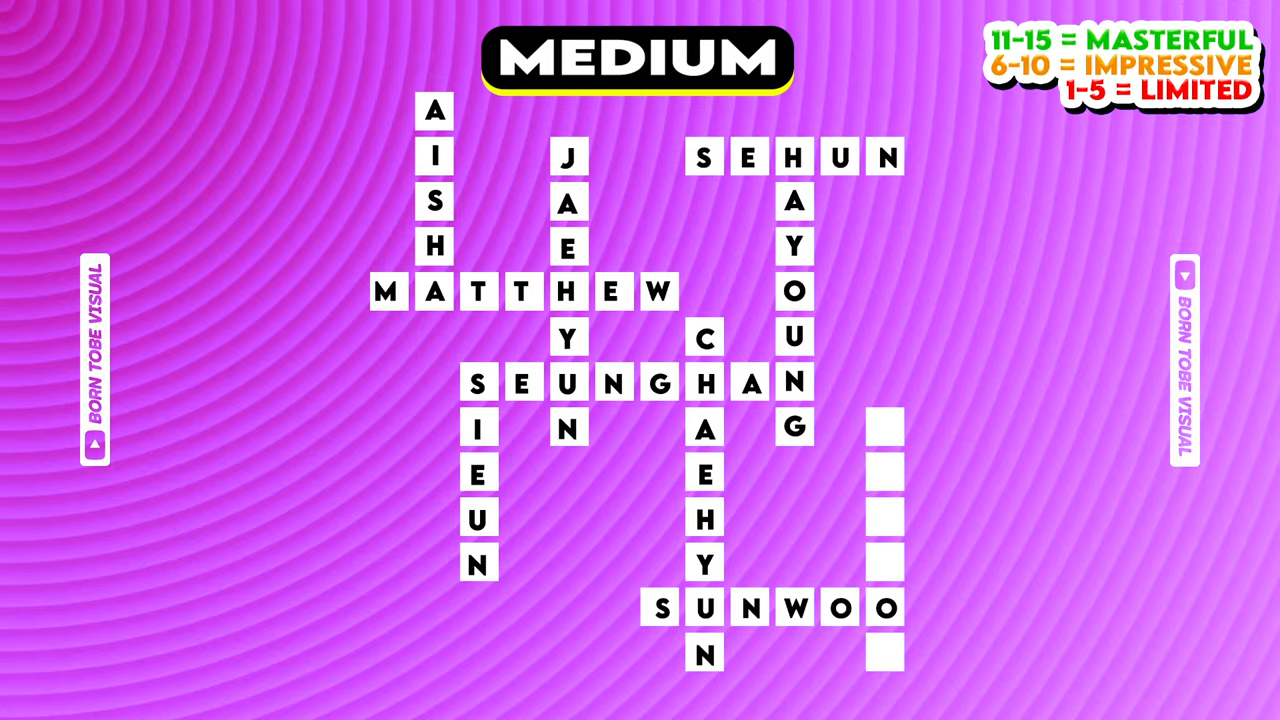 MEDIUM
11-15 = MASTERFUL
6-10 = IMPRESSIVE
1-5 = LIMITED
AISHA
JAEHYUN
SEHUN
HAYOUNG
MATTHEW
CHAEHYUN
SEUNGHAN
SIEUN
SUNWOO
BORN TOBE VISUAL
BORN TOBE VISUAL